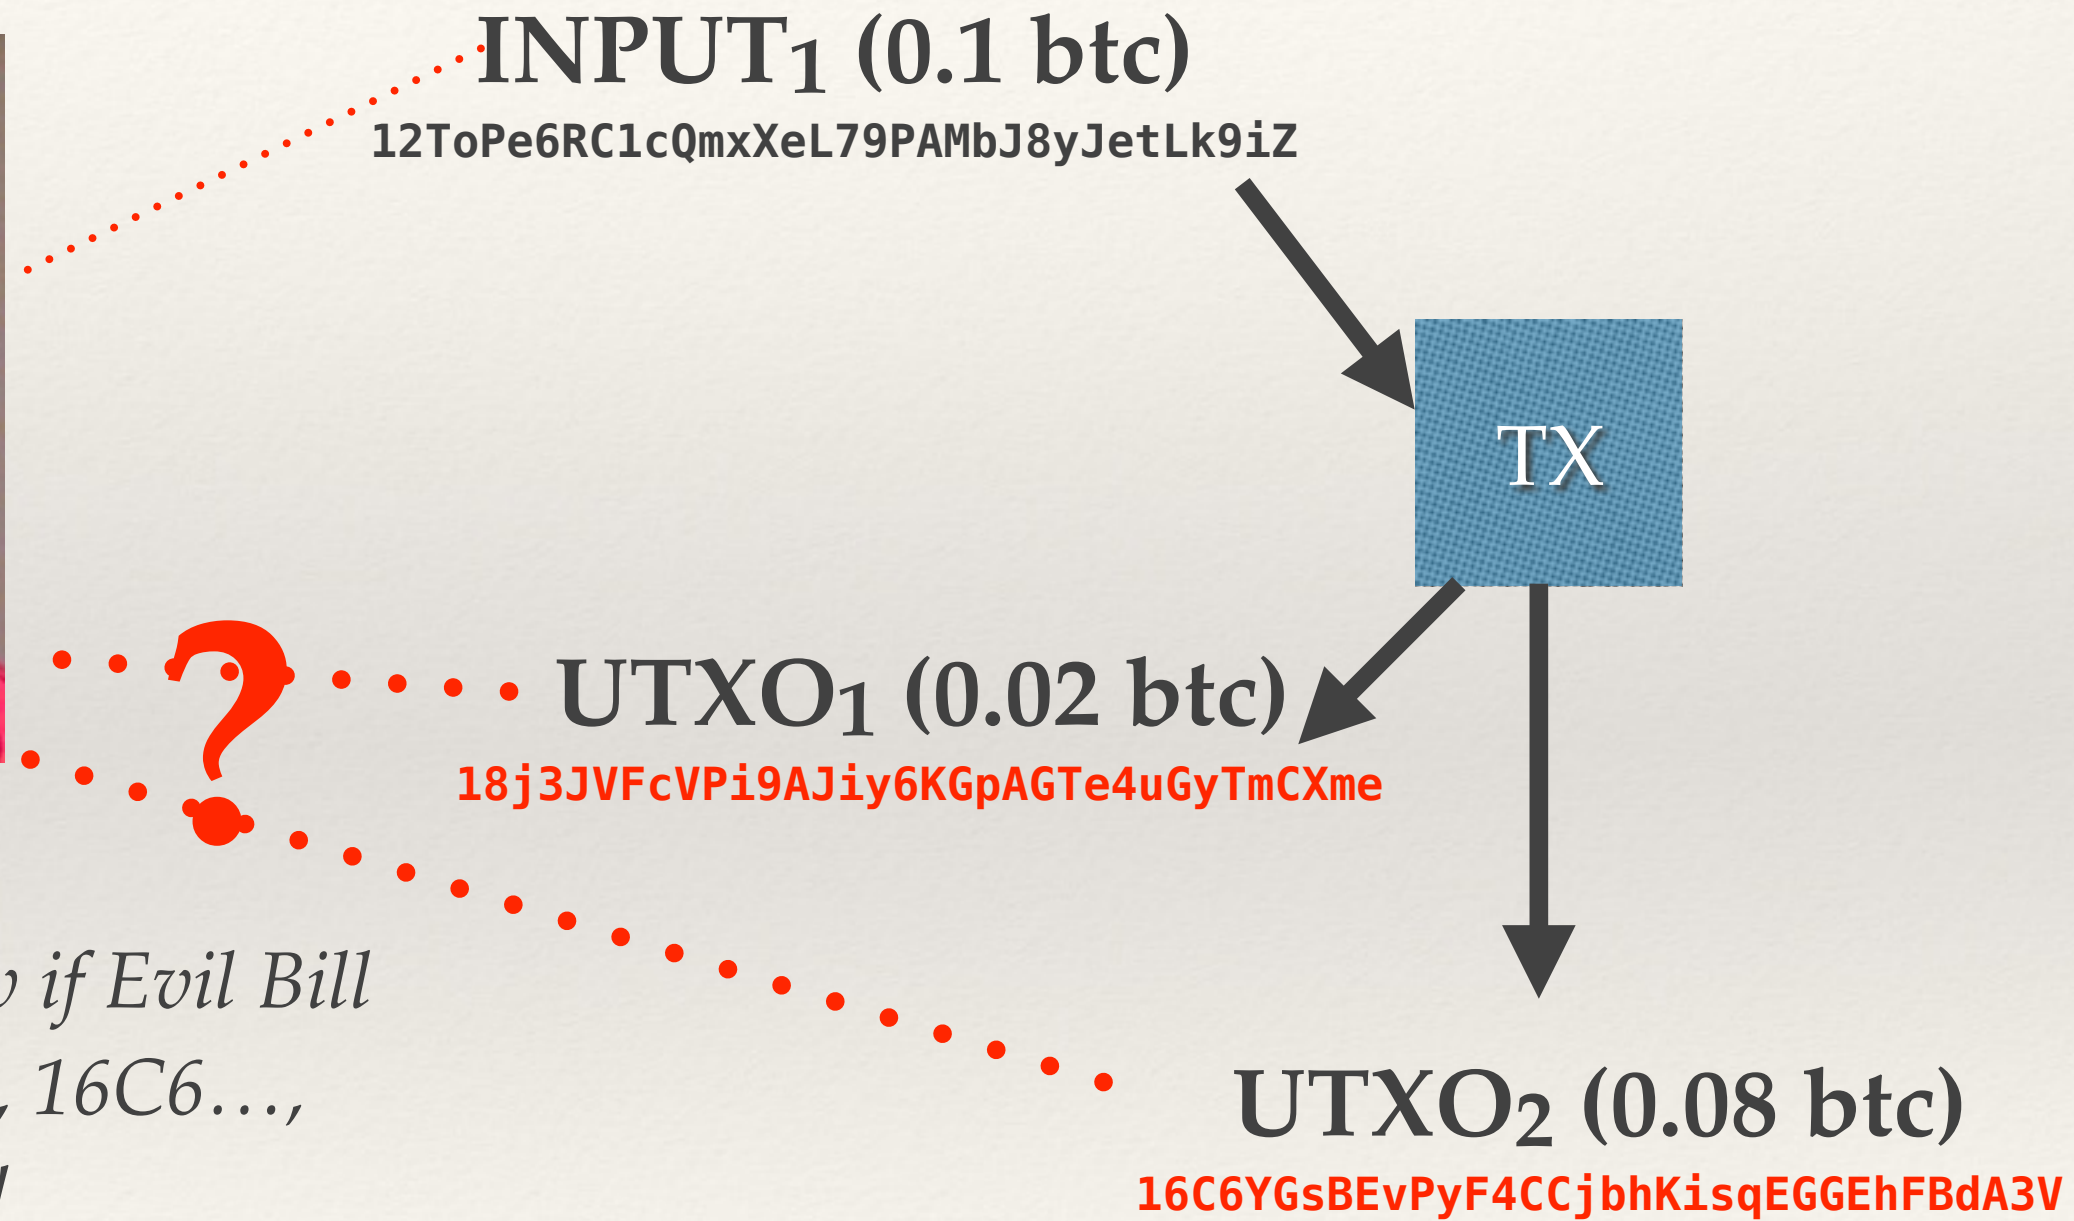 INPUT₁ (0.1 btc)
12ToPe6RC1cQmxXeL79PAMbJ8yJetLk9iZ
TX
?
UTXO₁ (0.02 btc)
18j3JVFcVPi9AJiy6KGpAGTe4uGyTmCXme
if Evil Bill
, 16C6…,
UTXO₂ (0.08 btc)
16C6YGsBEvPyF4CCjbhKisqEGGEhFBdA3V